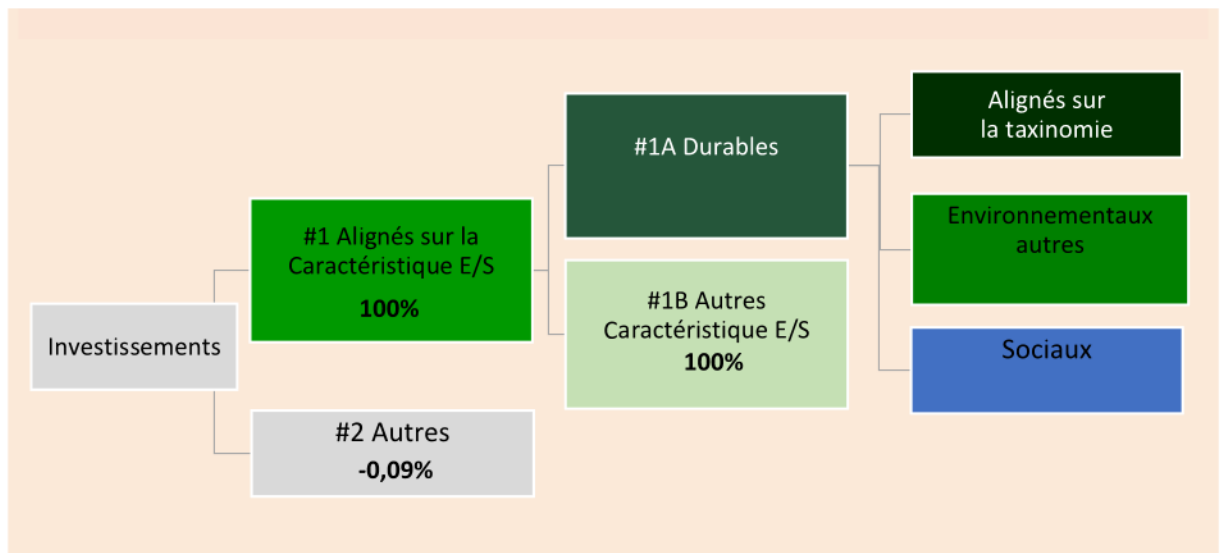 Investissements
#1 Alignés sur la
Caractéristique E/S
100%
#2 Autres
-0,09%
#1A Durables
#1B Autres
Caractéristique E/S
100%
Alignés sur
la taxinomie
Environnementaux
autres
Sociaux